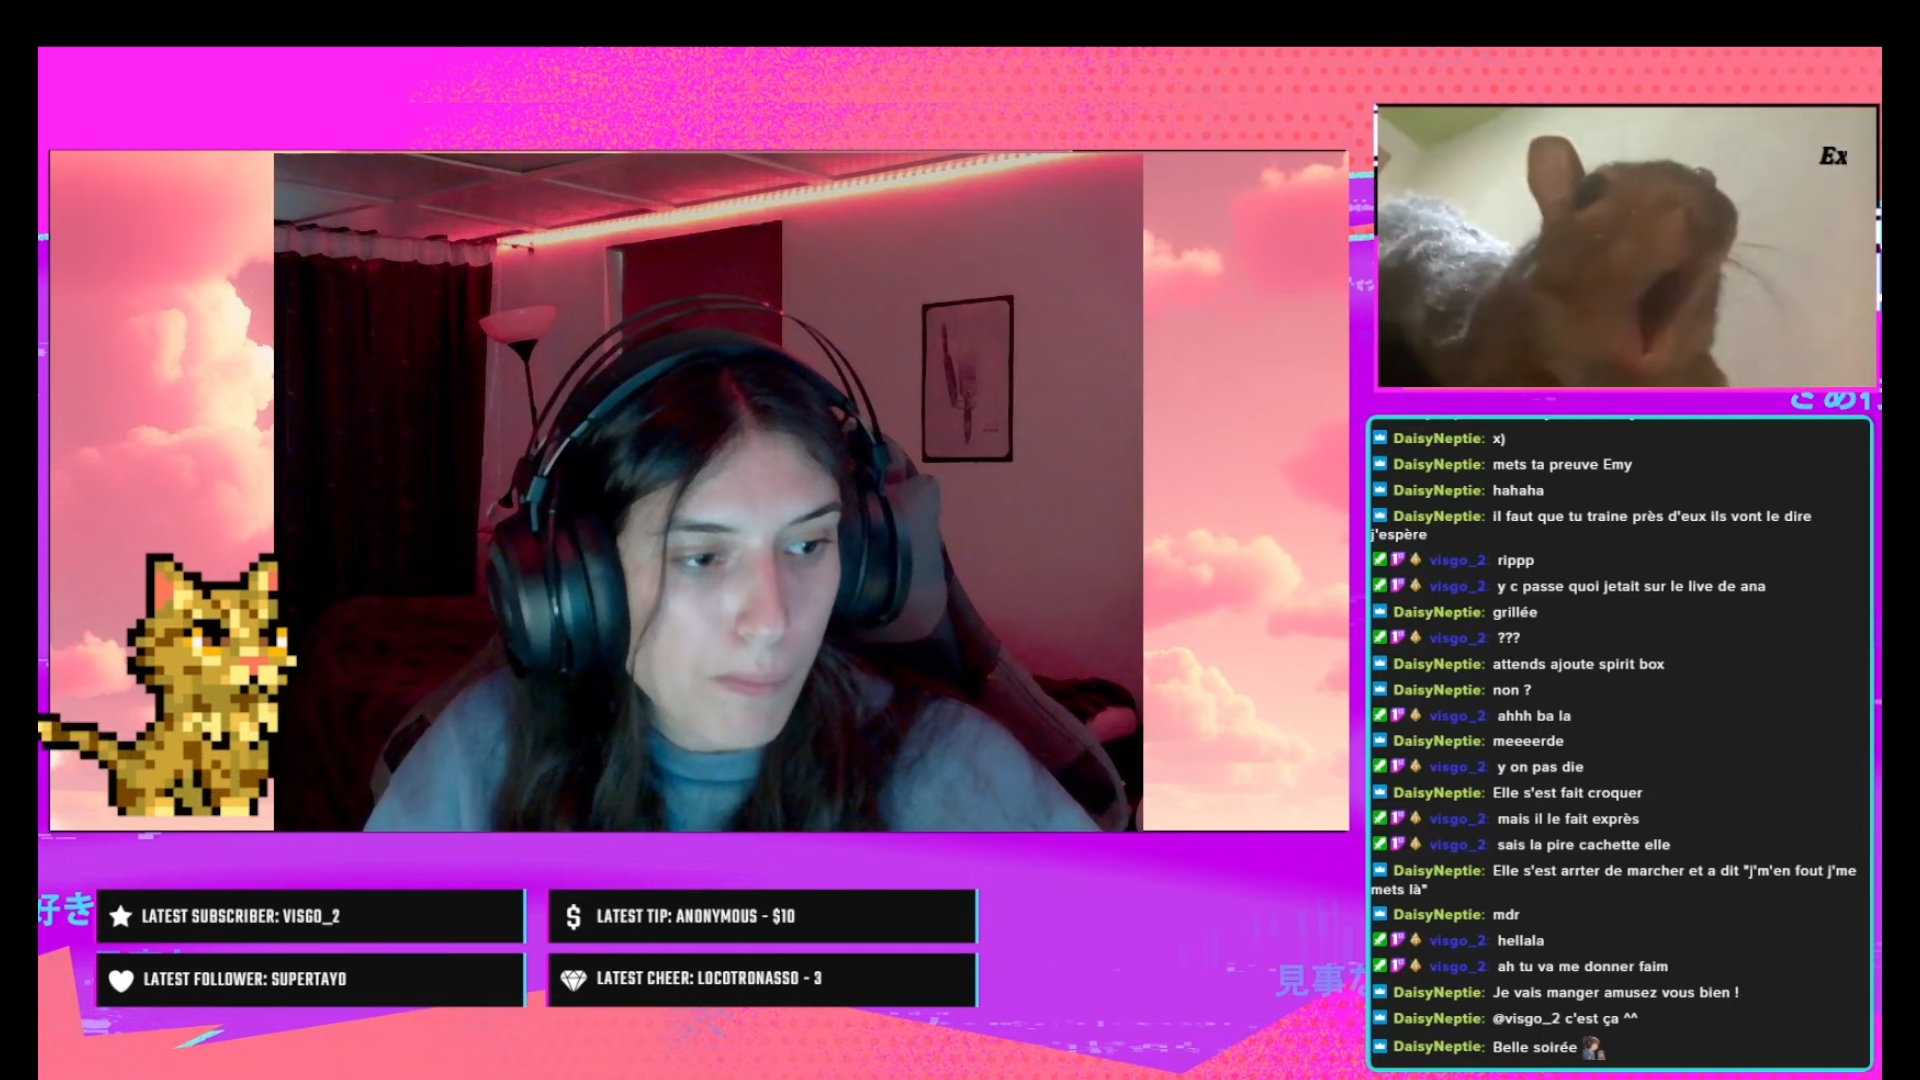 Ex
DaisyNeptie: x)
DaisyNeptie: mets ta preuve Emy
DaisyNeptie: hahaha
DaisyNeptie: il faut que tu traine près d'eux ils vont le dire
j'espère
visgo_2: rippp
visgo_2: y c passe quoi jetait sur le live de ana
DaisyNeptie: grillée
visgo_2: ???
DaisyNeptie: attends ajoute spirit box
DaisyNeptie: non ?
visgo_2: ahhh ba la
DaisyNeptie: meeeerde
visgo_2: y on pas die
DaisyNeptie: Elle s'est fait croquer
visgo_2: mais il le fait exprès
visgo_2: sais la pire cachette elle
DaisyNeptie: Elle s'est arrter de marcher et a dit "j'm'en fout j'me
mets là"
DaisyNeptie: mdr
visgo_2: hellala
visgo_2: ah tu va me donner faim
DaisyNeptie: Je vais manger amusez vous bien !
DaisyNeptie: @visgo_2 c'est ça ^^
DaisyNeptie: Belle soirée
好き
LATEST SUBSCRIBER: VISGO_2
LATEST TIP: ANONYMOUS - $10
LATEST FOLLOWER: SUPERTAYD
LATEST CHEER: LOCOTRONASSO - 3
見事な